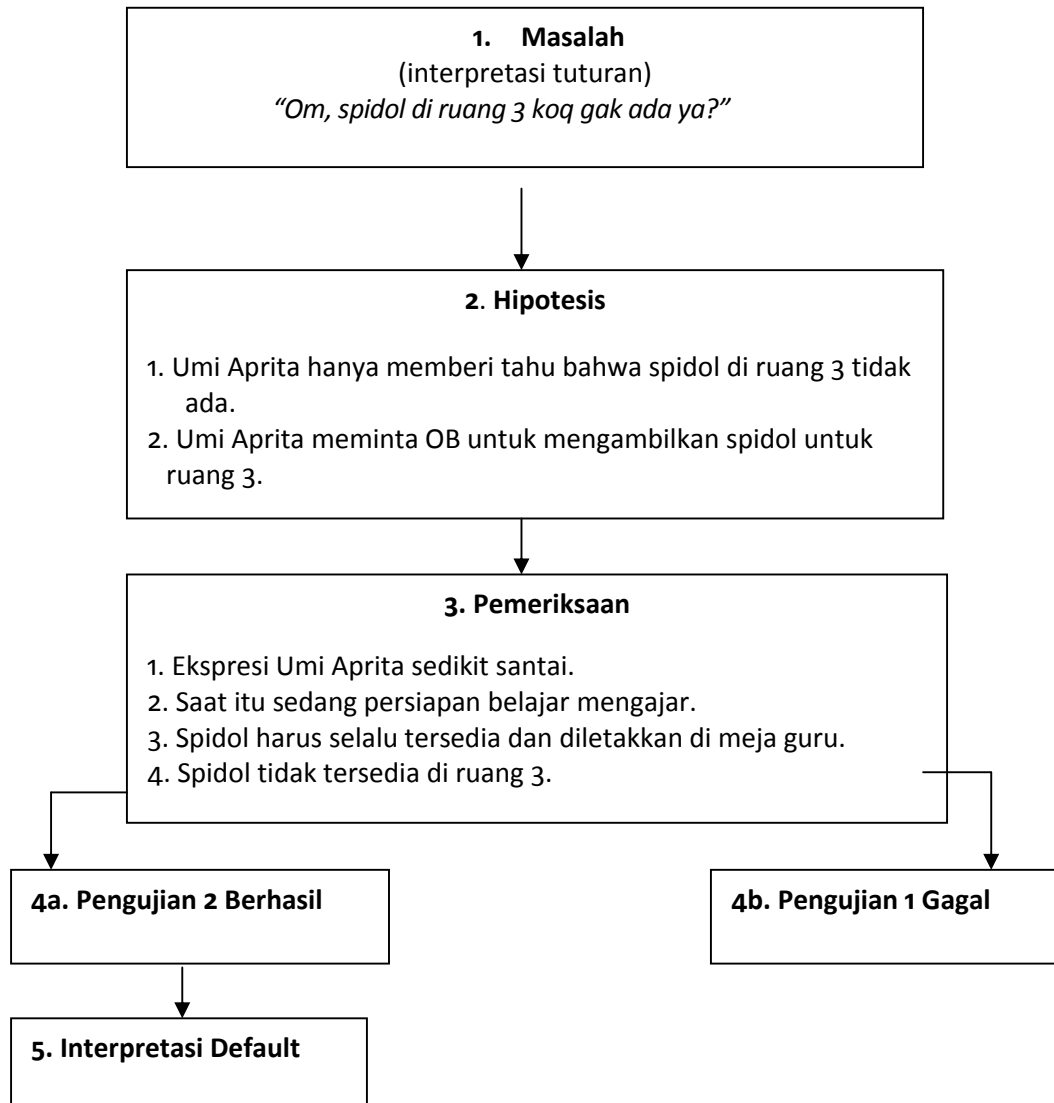 1. Masalah
(interpretasi tuturan)
“Om, spidol di ruang 3 koq gak ada ya?”
2. Hipotesis
1. Umi Aprita hanya memberi tahu bahwa spidol di ruang 3 tidak
ada.
2. Umi Aprita meminta OB untuk mengambilkan spidol untuk
ruang 3.
3. Pemeriksaan
1. Ekspresi Umi Aprita sedikit santai.
2. Saat itu sedang persiapan belajar mengajar.
3. Spidol harus selalu tersedia dan diletakkan di meja guru.
4. Spidol tidak tersedia di ruang 3.
4a. Pengujian 2 Berhasil
4b. Pengujian 1 Gagal
5. Interpretasi Default